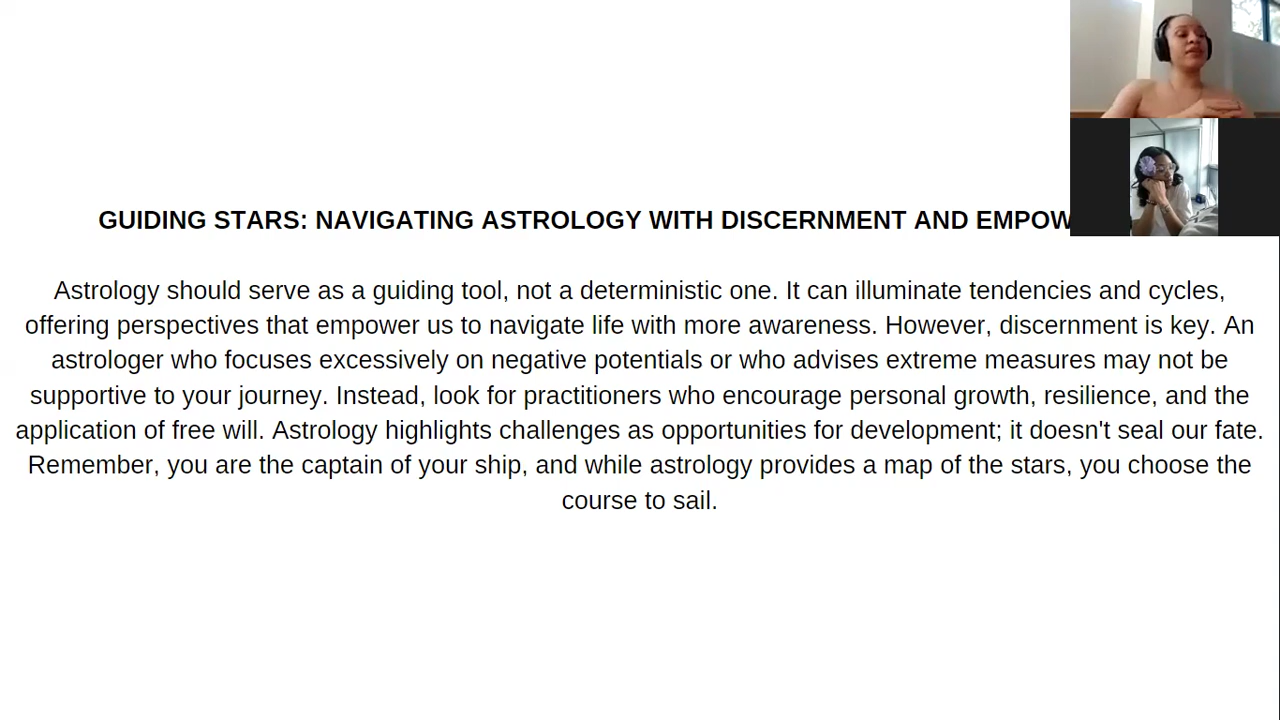 GUIDING STARS: NAVIGATING ASTROLOGY WITH DISCERNMENT AND
Astrology should serve as a guiding tool, not a deterministic one. It can illuminate tendencies and cycles,
offering perspectives that empower us to navigate life with more awareness. However, discernment is key. An
astrologer who focuses excessively on negative potentials or who advises extreme measures may not be
supportive to your journey. Instead, look for practitioners who encourage personal growth, resilience, and the
application of free will. Astrology highlights challenges as opportunities for development; it doesn't seal our fate.
Remember, you are the captain of your ship, and while astrology provides a map of the stars, you choose the
course to sail.